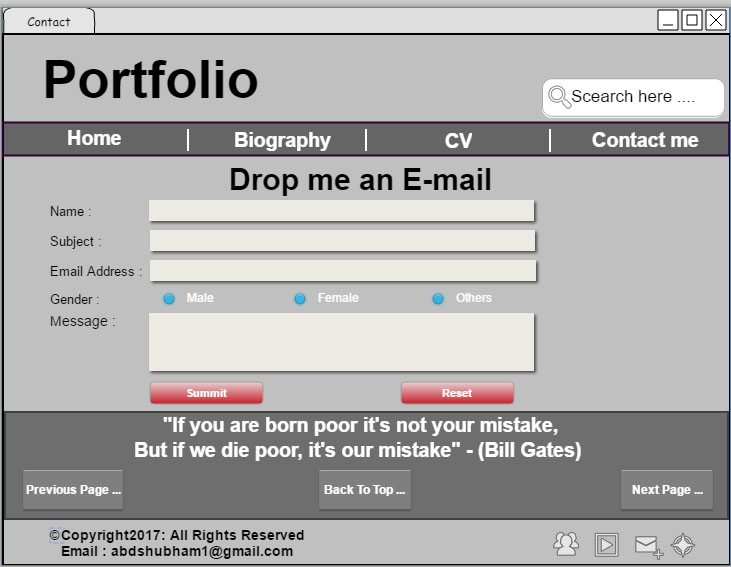 Contact
Portfolio
Scearch here ....
Home Biography CV Contact me
Drop me an E-mail
Name :
Subject :
Email Address :
Gender : Male Female Others
Message :
Summit Reset
"If you are born poor it's not your mistake,
But if we die poor, it's our mistake" - (Bill Gates)
Previous Page ... Back To Top ... Next Page ...
©Copyright2017: All Rights Reserved
Email : abdshubham1@gmail.com